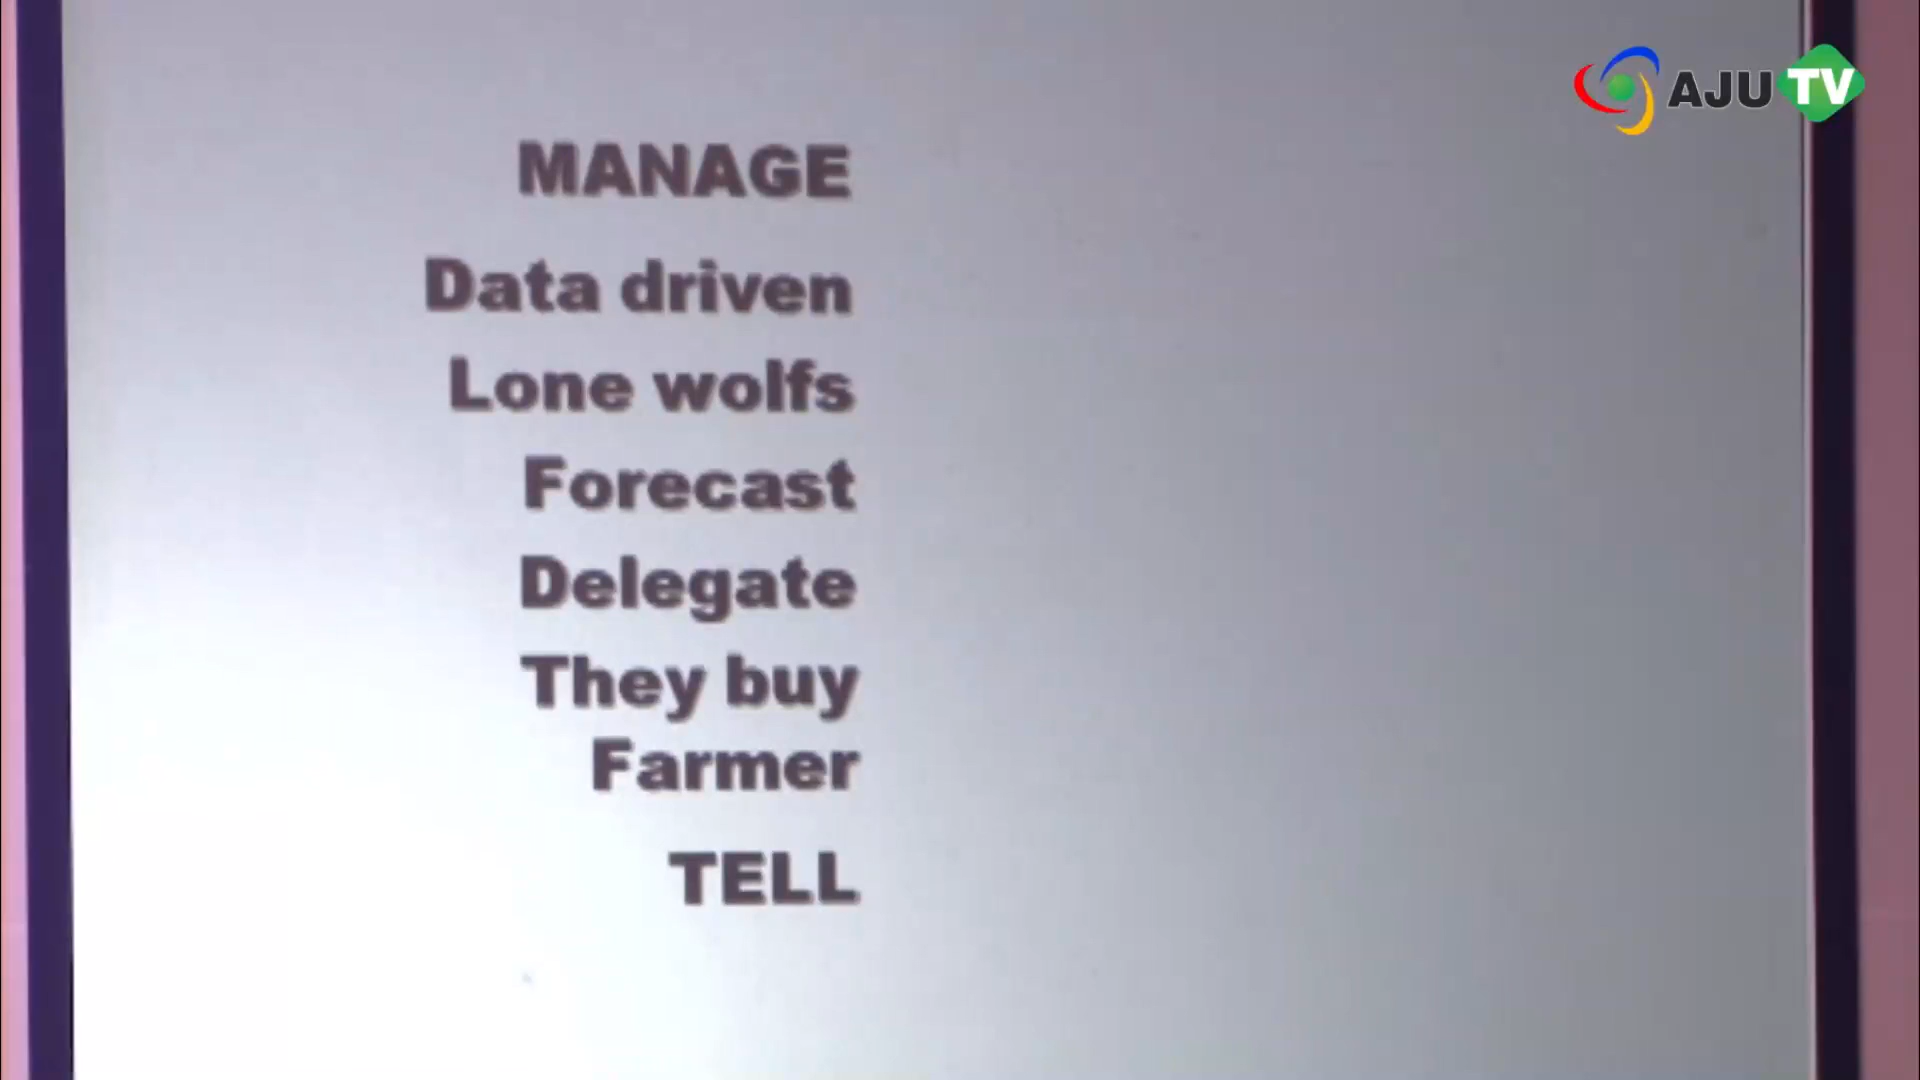 AJU TV
MANAGE
Data driven
Lone wolfs
Forecast
Delegate
They buy
Farmer
TELL